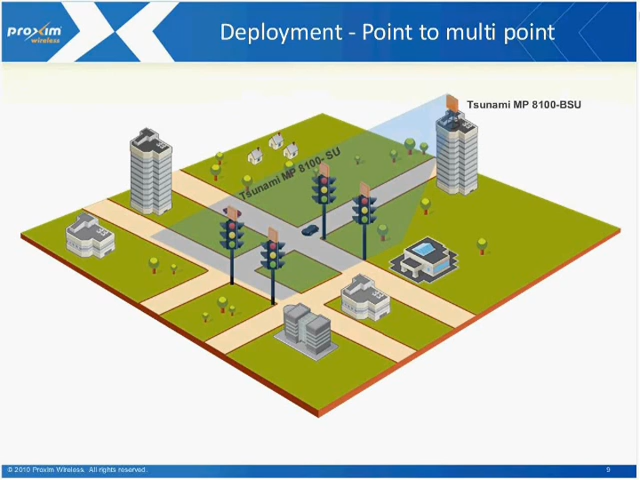 proxim
wireless
Deployment - Point to multi point
Tsunami MP 8100-BSU
Tsunami MP 8100- SU
© 2010 Proxim Wireless. All rights reserved.
9